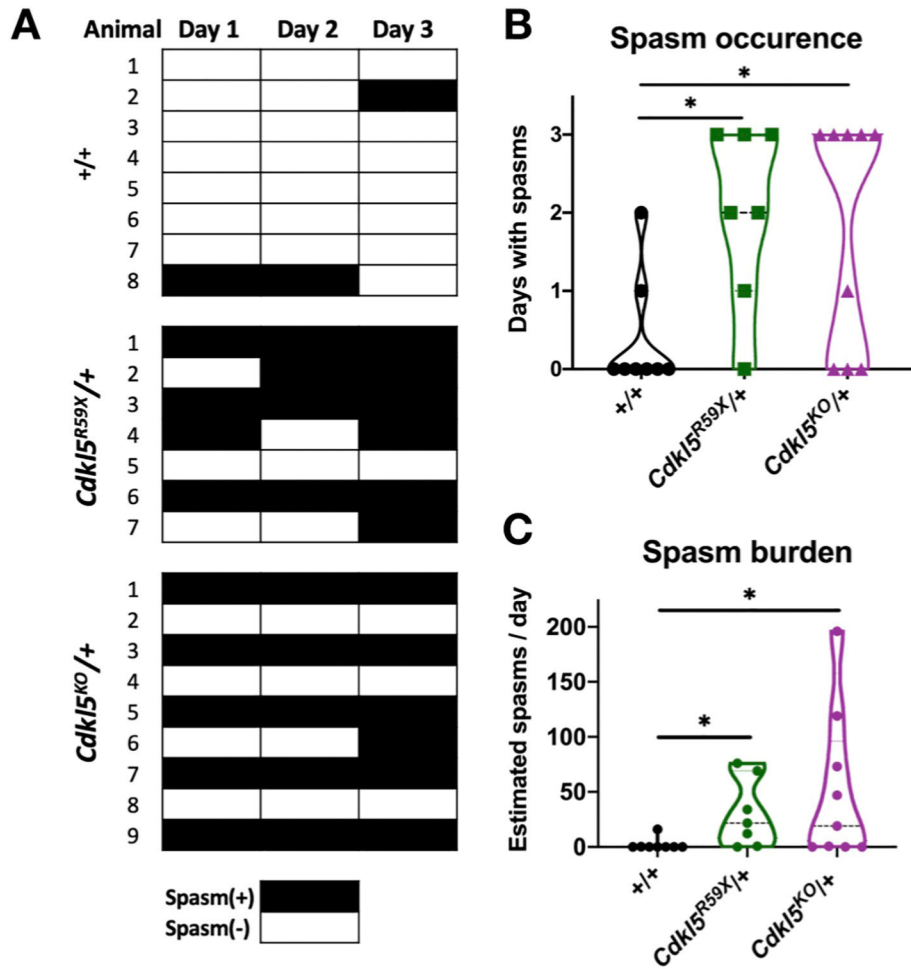 A
Animal Day 1 Day 2 Day 3
+/+
1
2
3
4
5
6
7
8
Cdkl5R59X/+
1
2
3
4
5
6
7
Cdkl5KO/+
1
2
3
4
5
6
7
8
9
Spasm(+)
Spasm(-)
B
Spasm occurence
*
*
Days with spasms
3
2
1
0
+/+
Cdkl5R59X/+
Cdkl5KO/+
C
Spasm burden
*
*
Estimated spasms / day
200
150
100
50
0
+/+
Cdkl5R59X/+
Cdkl5KO/+